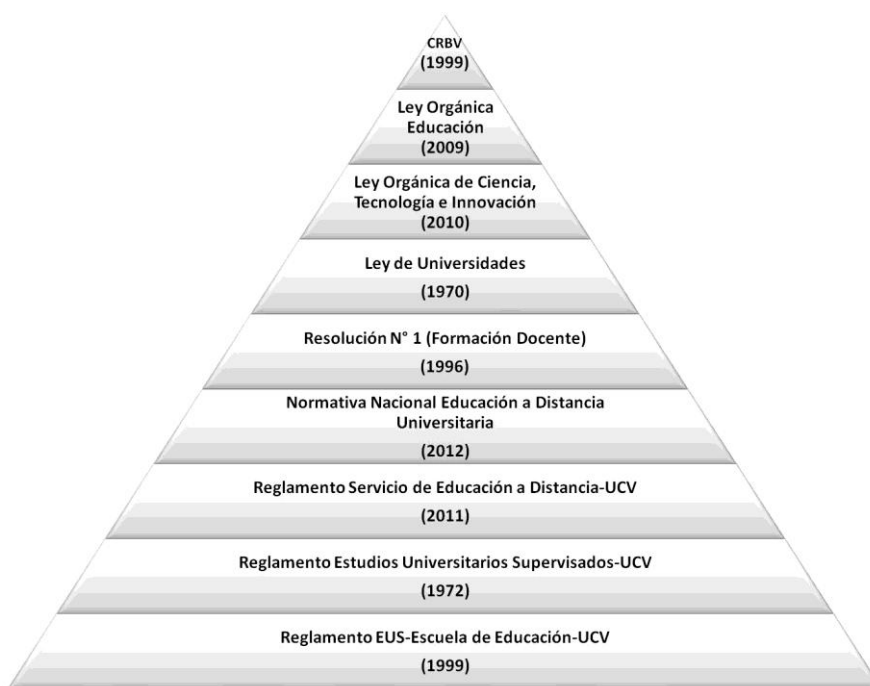 CRBV
(1999)
Ley Orgánica
Educación
(2009)
Ley Orgánica de Ciencia,
Tecnología e Innovación
(2010)
Ley de Universidades
(1970)
Resolución N° 1 (Formación Docente)
(1996)
Normativa Nacional Educación a Distancia
Universitaria
(2012)
Reglamento Servicio de Educación a Distancia-UCV
(2011)
Reglamento Estudios Universitarios Supervisados-UCV
(1972)
Reglamento EUS-Escuela de Educación-UCV
(1999)